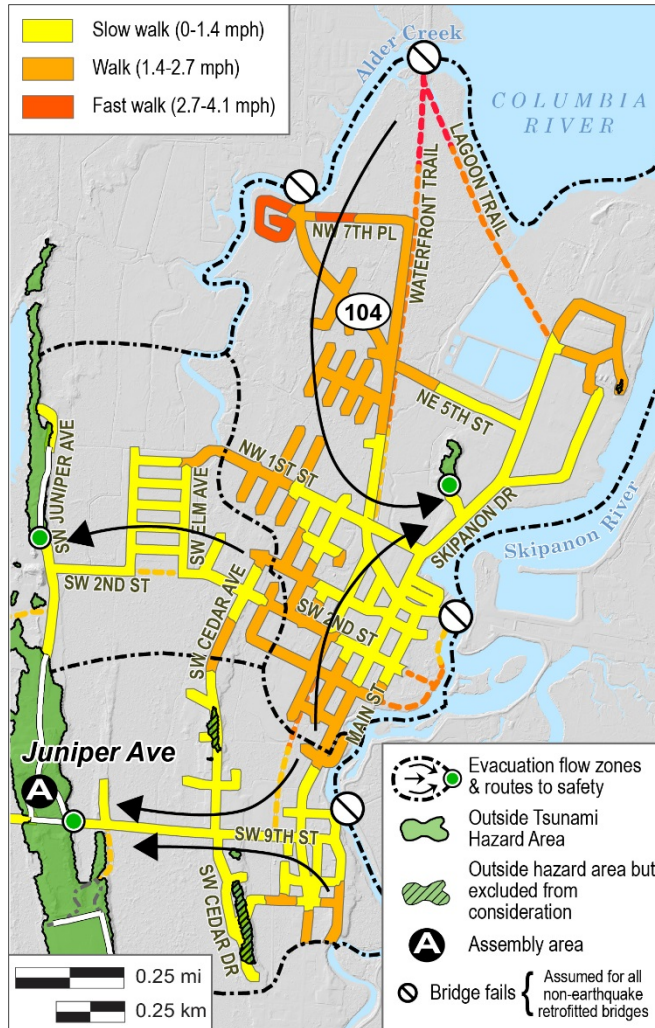 Slow walk (0-1.4 mph)
Walk (1.4-2.7 mph)
Fast walk (2.7-4.1 mph)
Alder Creek
COLUMBIA
RIVER
LAGOON TRAIL
WATERFRONT TRAIL
NW 7TH PL
104
NE 5TH ST
SW JUNIPER AVE
SW ELM AVE
NW 1ST ST
SKIPANON DR
Skipanon River
SW 2ND ST
SW CEDAR AVE
SW 2ND ST
MAIN ST
Juniper Ave
A
SW 9TH ST
SW CEDAR DR
Evacuation flow zones
& routes to safety
Outside Tsunami
Hazard Area
Outside hazard area but
excluded from
consideration
A Assembly area
Bridge fails { Assumed for all
non-earthquake
retrofitted bridges
0.25 mi
0.25 km